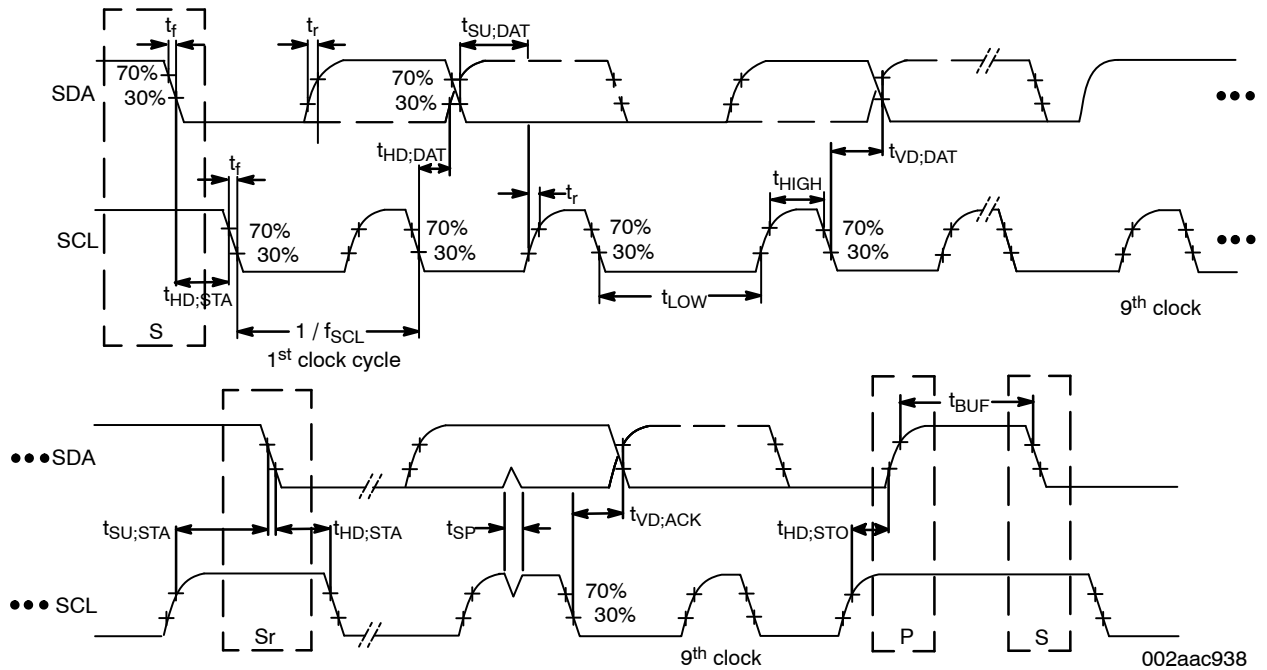 tf tr tSU;DAT
70% 70%
SDA 30% 30% •••
tHD;DAT tVD;DAT
tf tr tHIGH
70% 70% 70% 70%
SCL 30% 30% 30% 30% •••
tHD;STA tLOW
9th clock
S 1 / fSCL
1st clock cycle
tBUF
•••SDA
tSU;STA tHD;STA tSP tVD;ACK tHD;STO
70%
••• SCL 30%
Sr P S
9th clock 002aac938